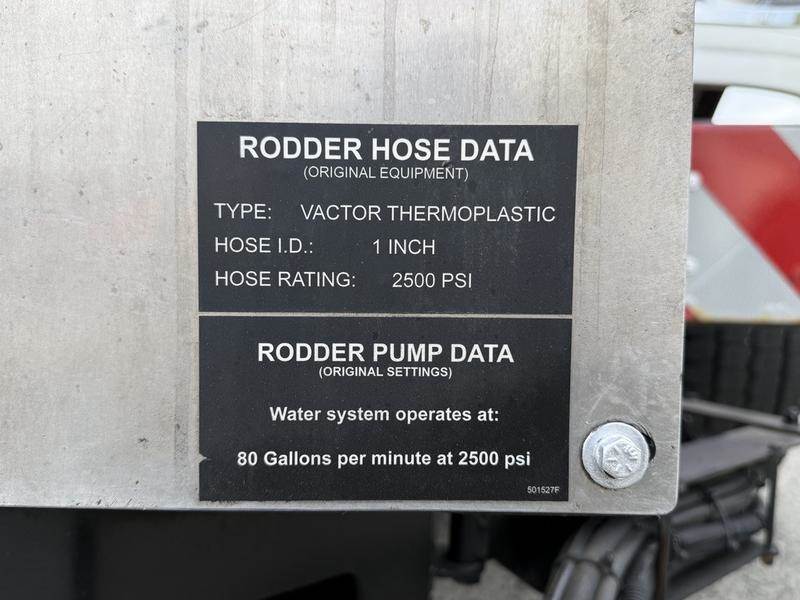 RODDER HOSE DATA
(ORIGINAL EQUIPMENT)
TYPE: VACTOR THERMOPLASTIC
HOSE I.D.: 1 INCH
HOSE RATING: 2500 PSI
RODDER PUMP DATA
(ORIGINAL SETTINGS)
Water system operates at:
80 Gallons per minute at 2500 psi
501527F